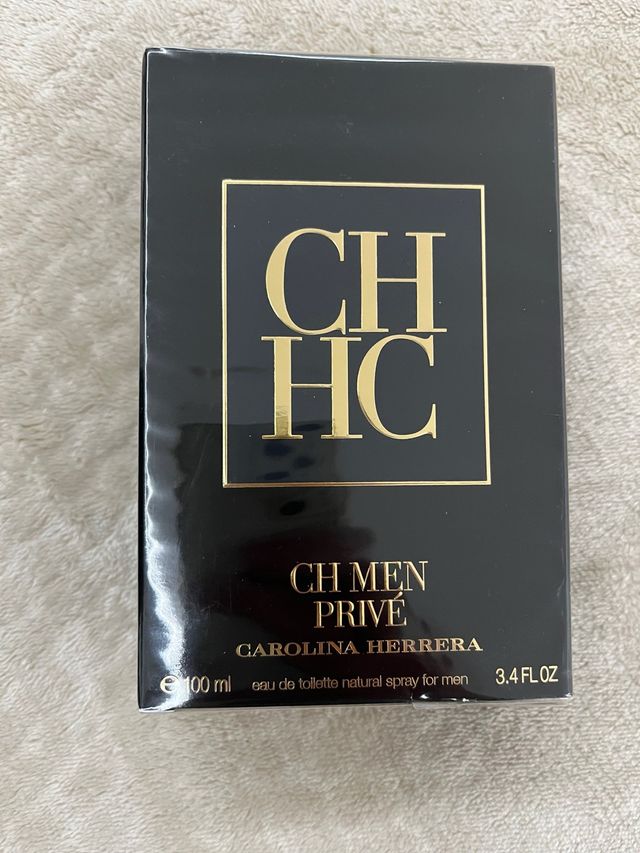 CH
HC
CH MEN
PRIVÉ
CAROLINA HERRERA
℮ 100 ml eau de toilette natural spray for men 3.4 FL OZ